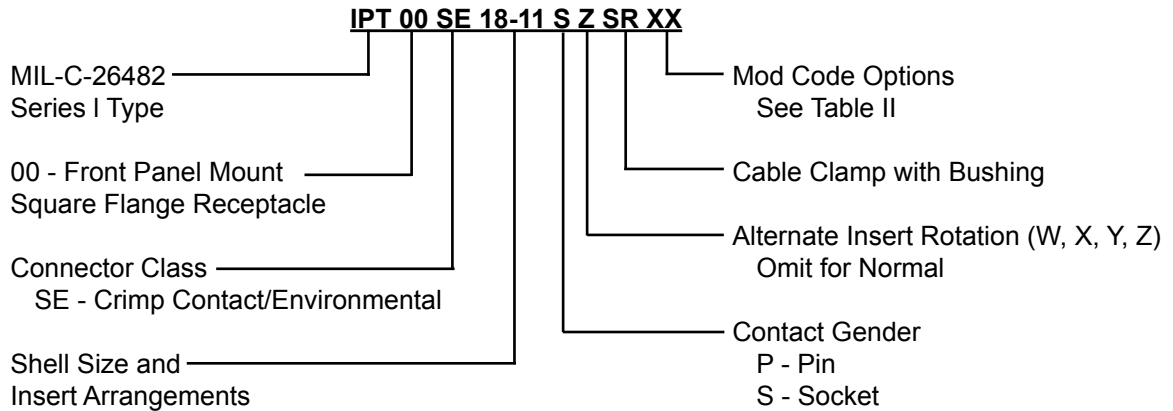 IPT 00 SE 18-11 S Z SR XX
MIL-C-26482
Series I Type
00 - Front Panel Mount
Square Flange Receptacle
Connector Class
SE - Crimp Contact/Environmental
Shell Size and
Insert Arrangements
Mod Code Options
See Table II
Cable Clamp with Bushing
Alternate Insert Rotation (W, X, Y, Z)
Omit for Normal
Contact Gender
P - Pin
S - Socket